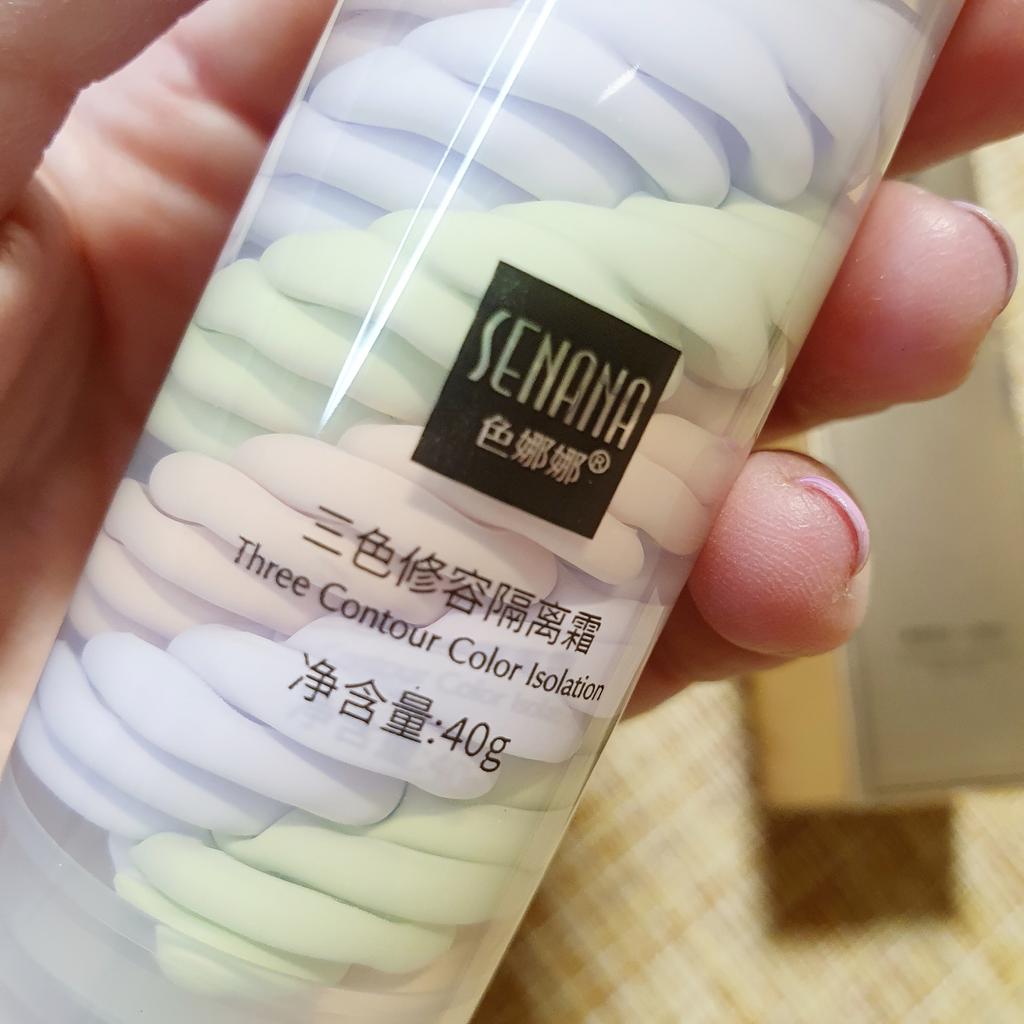 SENANA
色娜娜®
三色修容隔离霜
Three Contour Color Isolation
净含量:40g